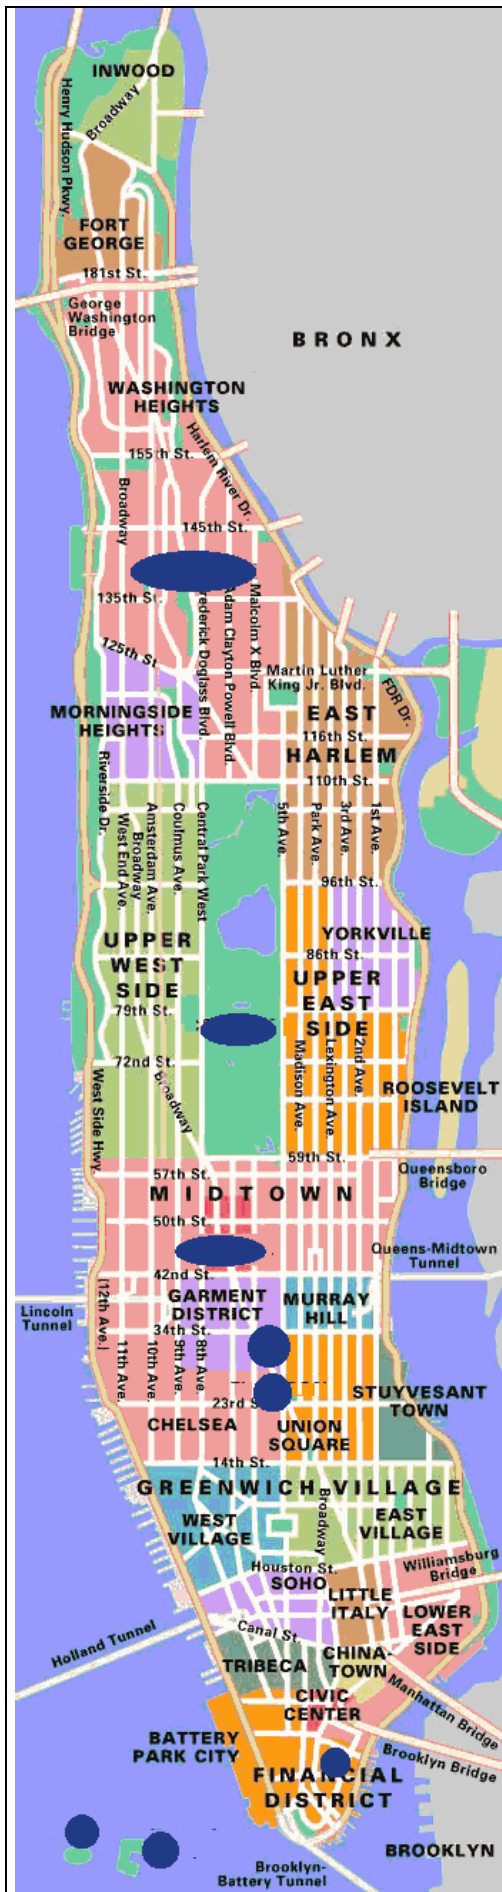 INWOOD
Henry Hudson Pkwy.
Broadway
FORT
GEORGE
181st St.
George
Washington
Bridge
BRONX
WASHINGTON
HEIGHTS
Harlem River Dr.
155th St.
Broadway
145th St.
135th St.
125th St
Frederick Doglass Blvd.
Adam Clayton Powell Blvd.
Malcolm X Blvd.
Martin Luther
King Jr. Blvd.
FDR Dr.
MORNINGSIDE
HEIGHTS
EAST
HARLEM
116th St.
110th St.
Riverside Dr.
West End Ave.
Broadway
Amsterdam Ave.
Coulmus Ave.
Central Park West
5th Ave.
Park Ave.
3rd Ave.
1st Ave.
96th St.
YORKVILLE
86th St.
UPPER
WEST
SIDE
UPPER
EAST
SIDE
79th St.
72nd St.
Madison Ave.
Lexington Ave.
2nd Ave.
ROOSEVELT
ISLAND
West Side Hwy.
Broadway
59th St.
57th St.
Queensboro
Bridge
MIDTOWN
50th St.
Queens-Midtown
Tunnel
42nd St.
(12th Ave.)
GARMENT
DISTRICT
MURRAY
HILL
Lincoln
Tunnel
34th St.
11th Ave.
10th Ave.
9th Ave.
8th Ave.
STUYVESANT
TOWN
23rd S
CHELSEA
UNION
SQUARE
14th St.
GREENWICH VILLAGE
WEST
VILLAGE
Broadway
EAST
VILLAGE
Houston St.
Williamsburg
Bridge
SOHO
LITTLE
ITALY
LOWER
EAST
SIDE
Holland Tunnel
Canal St.
TRIBECA
CHINA-
TOWN
Manhattan Bridge
CIVIC
CENTER
BATTERY
PARK CITY
Brooklyn Bridge
FINANCIAL
DISTRICT
BROOKLYN
Brooklyn-
Battery Tunnel